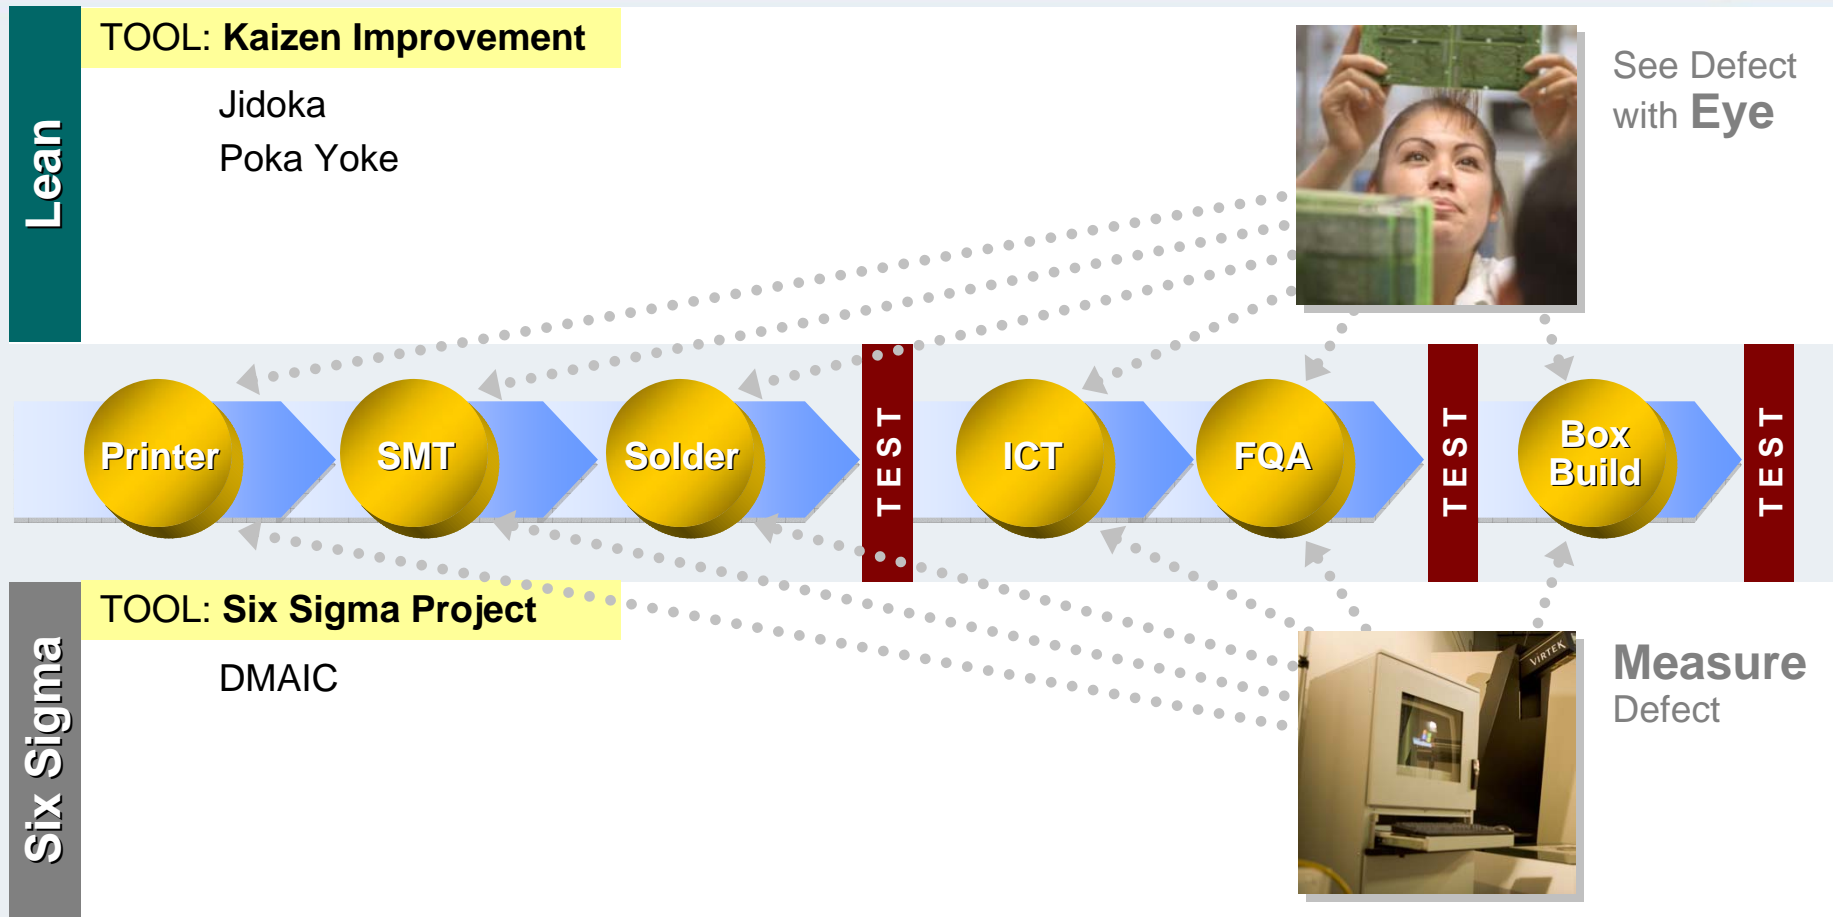 Lean
TOOL: Kaizen Improvement
Jidoka
Poka Yoke
See Defect
with Eye
Printer
SMT
Solder
TEST
ICT
FQA
TEST
Box
Build
TEST
Six Sigma
TOOL: Six Sigma Project
DMAIC
VIRTEK
Measure
Defect